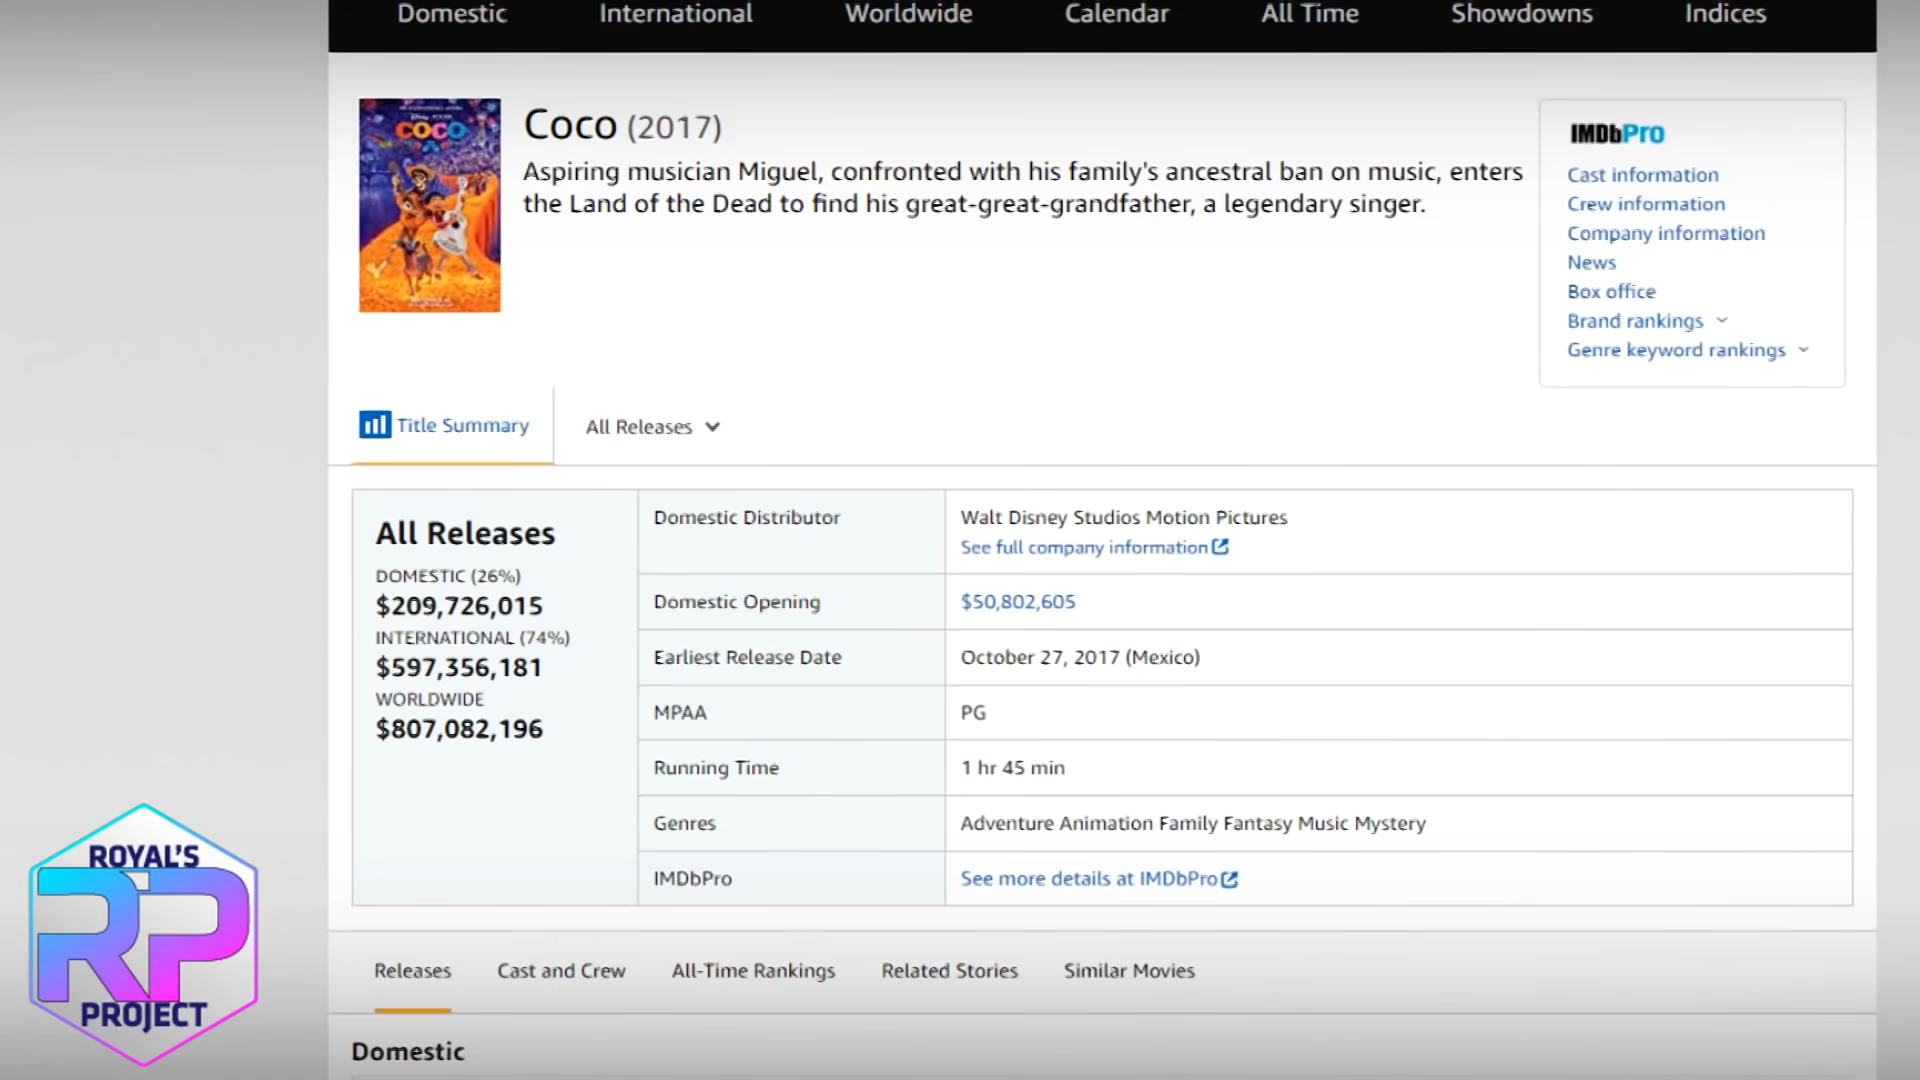 Domestic International Worldwide Calendar All Time Showdowns Indices
COCO
Coco (2017)
Aspiring musician Miguel, confronted with his family's ancestral ban on music, enters
the Land of the Dead to find his great-great-grandfather, a legendary singer.
IMDbPro
Cast information
Crew information
Company information
News
Box office
Brand rankings
Genre keyword rankings
Title Summary
All Releases
All Releases
DOMESTIC (26%)
$209,726,015
INTERNATIONAL (74%)
$597,356,181
WORLDWIDE
$807,082,196
Domestic Distributor
Walt Disney Studios Motion Pictures
See full company information
Domestic Opening
$50,802,605
Earliest Release Date
October 27, 2017 (Mexico)
MPAA
PG
Running Time
1 hr 45 min
Genres
Adventure Animation Family Fantasy Music Mystery
IMDbPro
See more details at IMDbPro
Releases Cast and Crew All-Time Rankings Related Stories Similar Movies
Domestic
ROYAL'S
RP
PROJECT